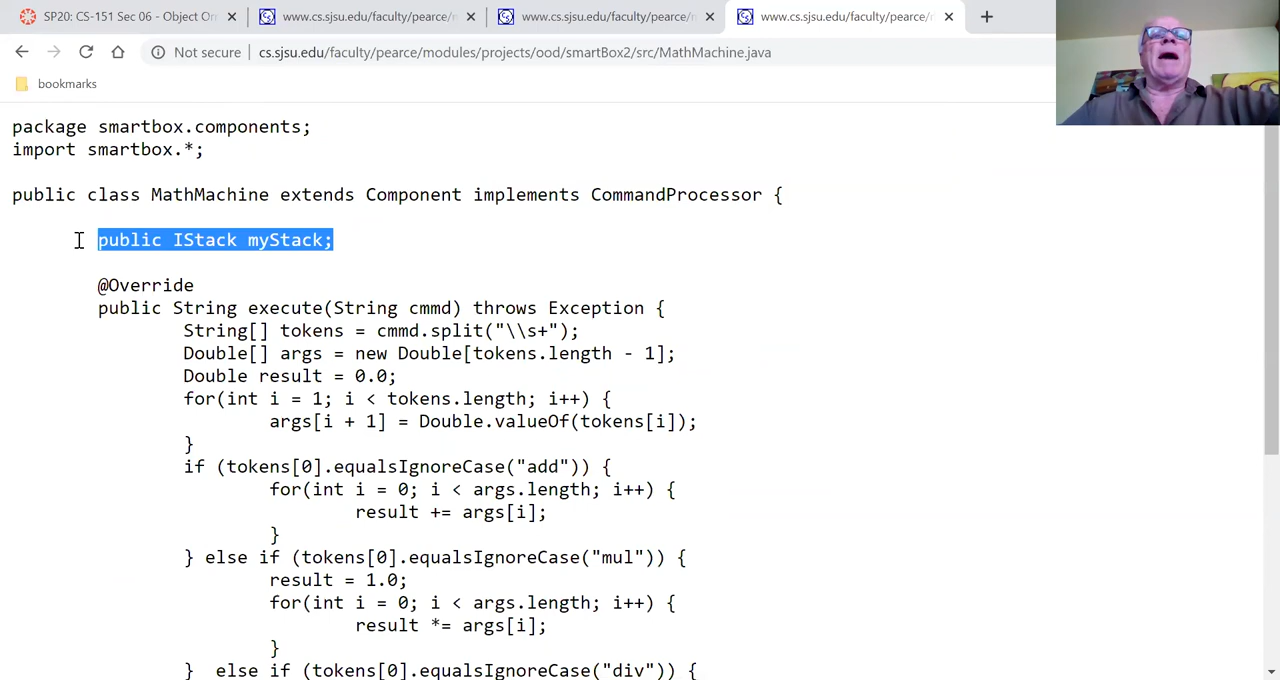 SP20: CS-151 Sec 06 - Object Or
www.cs.sjsu.edu/faculty/pearce/m
www.cs.sjsu.edu/faculty/pearce/m
www.cs.sjsu.edu/faculty/pearce/m
Not secure
cs.sjsu.edu/faculty/pearce/modules/projects/ood/smartBox2/src/MathMachine.java
bookmarks
package smartbox.components;
import smartbox.*;
public class MathMachine extends Component implements CommandProcessor {
public IStack myStack;
@Override
public String execute(String cmmd) throws Exception {
String[] tokens = cmmd.split("\\s+");
Double[] args = new Double[tokens.length - 1];
Double result = 0.0;
for(int i = 1; i < tokens.length; i++) {
args[i + 1] = Double.valueOf(tokens[i]);
}
if (tokens[0].equalsIgnoreCase("add")) {
for(int i = 0; i < args.length; i++) {
result += args[i];
}
} else if (tokens[0].equalsIgnoreCase("mul")) {
result = 1.0;
for(int i = 0; i < args.length; i++) {
result *= args[i];
}
} else if (tokens[0].equalsIgnoreCase("div")) {